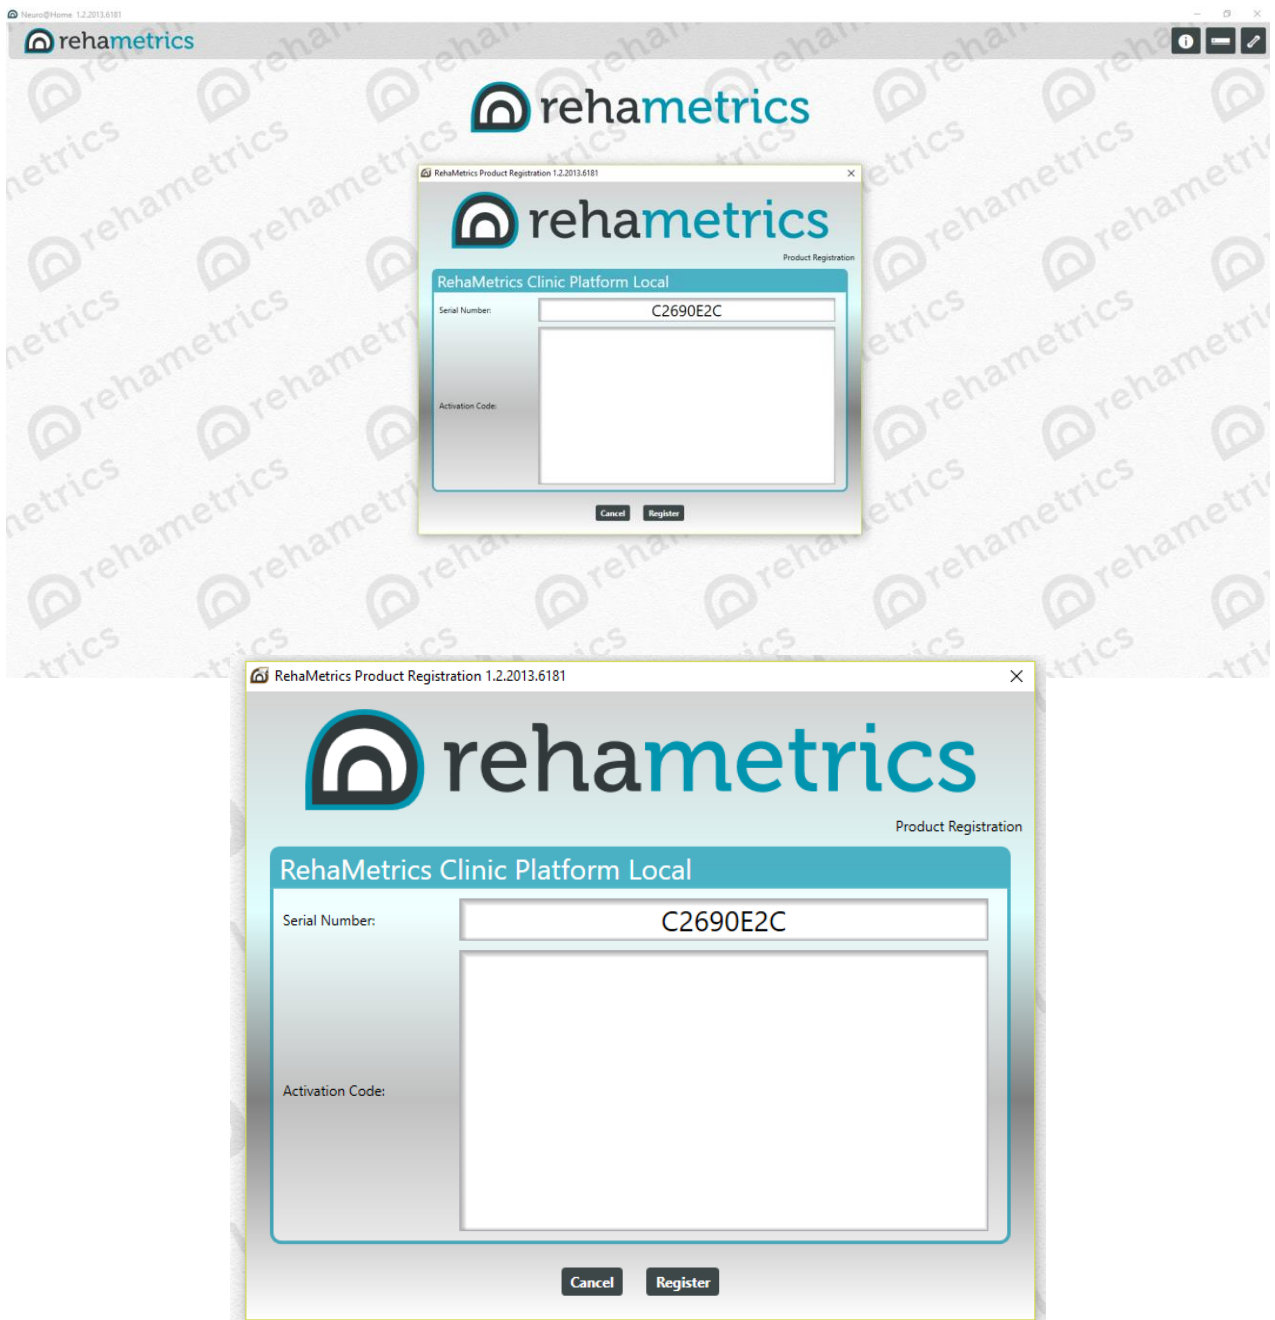 Neuro@Home 1.2.2013.6181
rehametrics
rehametrics
RehaMetrics Product Registration 1.2.2013.6181
rehametrics
Product Registration
RehaMetrics Clinic Platform Local
Serial Number:
C2690E2C
Activation Code:
Cancel
Register
RehaMetrics Product Registration 1.2.2013.6181
rehametrics
Product Registration
RehaMetrics Clinic Platform Local
Serial Number:
C2690E2C
Activation Code:
Cancel
Register